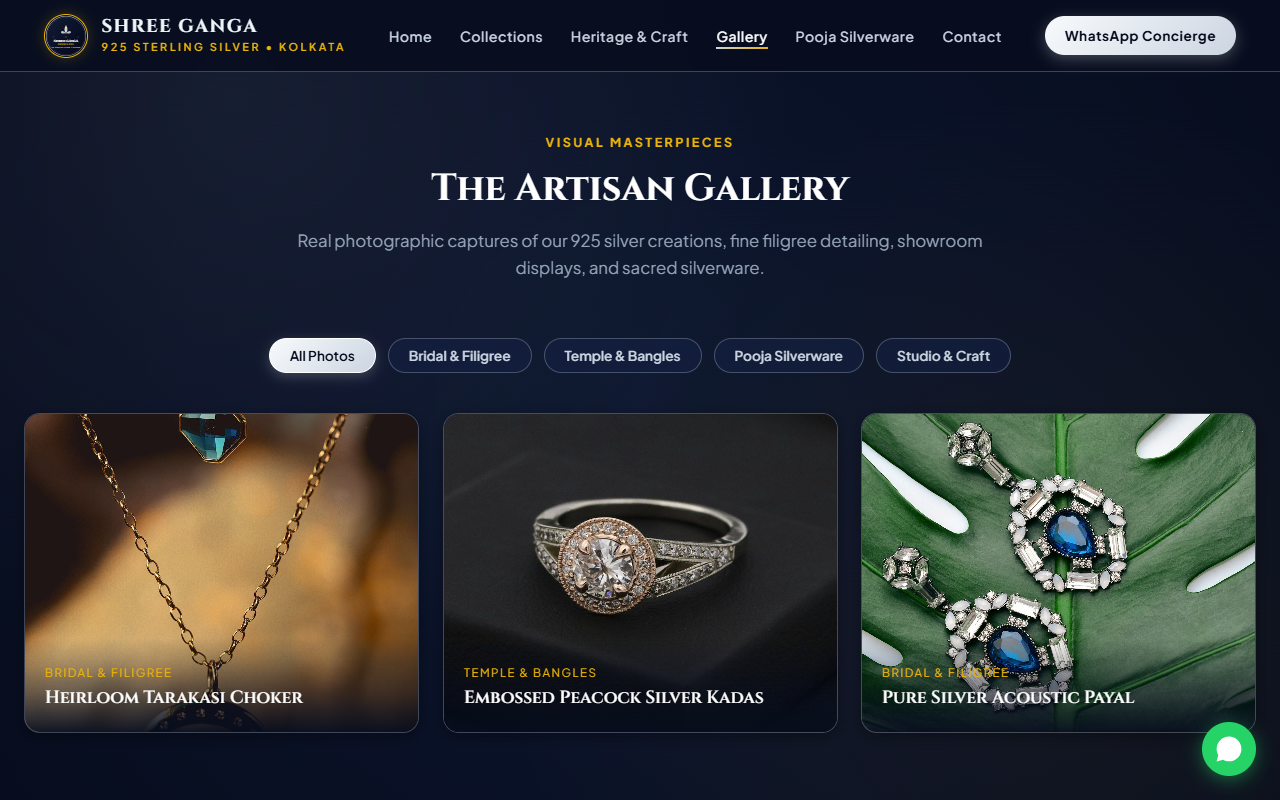 SHREE GANGA
925 STERLING SILVER • KOLKATA
Home
Collections
Heritage & Craft
Gallery
Pooja Silverware
Contact
WhatsApp Concierge
VISUAL MASTERPIECES
The Artisan Gallery
Real photographic captures of our 925 silver creations, fine filigree detailing, showroom
displays, and sacred silverware.
All Photos
Bridal & Filigree
Temple & Bangles
Pooja Silverware
Studio & Craft
BRIDAL & FILIGREE
Heirloom Tarakasi Choker
TEMPLE & BANGLES
Embossed Peacock Silver Kadas
BRIDAL & FILIGREE
Pure Silver Acoustic Payal